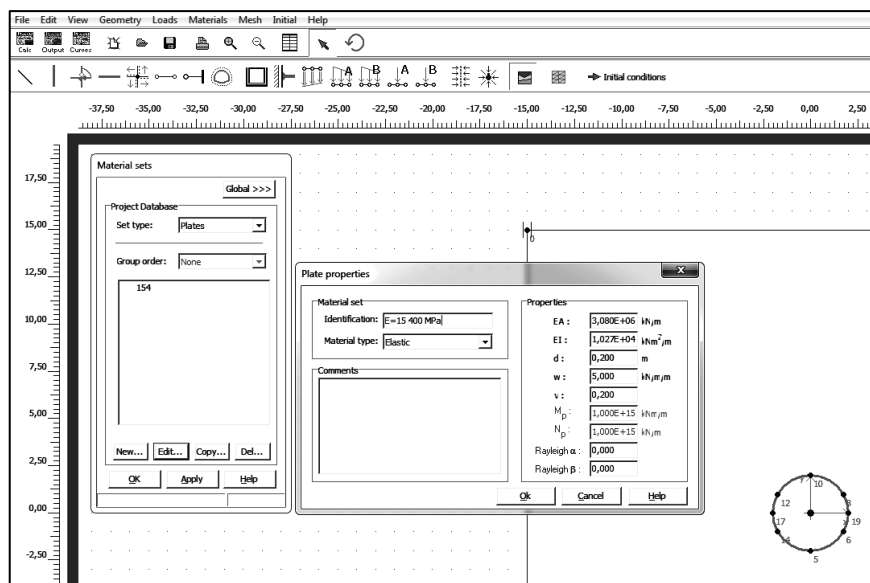 File Edit View Geometry Loads Materials Mesh Initial Help
Calc Output Curves
A B A B Initial conditions
-37,50 -35,00 -32,50 -30,00 -27,50 -25,00 -22,50 -20,00 -17,50 -15,00 -12,50 -10,00 -7,50 -5,00 -2,50 0,00 2,50
17,50
15,00
12,50
10,00
7,50
5,00
2,50
0,00
-2,50
Material sets
Global >>>
Project Database
Set type: Plates
Group order: None
154
New... Edit... Copy... Del...
OK Apply Help
0
Plate properties
x
Material set
Identification: E=15 400 MPa
Material type: Elastic
Comments
Properties
EA : 3,080E+06 kN/m
EI : 1,027E+04 kNm²/m
d : 0,200 m
w : 5,000 kN/m/m
ν : 0,200
Mp : 1,000E+15 kNm/m
Np : 1,000E+15 kN/m
Rayleigh α : 0,000
Rayleigh β : 0,000
Ok Cancel Help
y 10
12 8
17 x 19
14 6
5